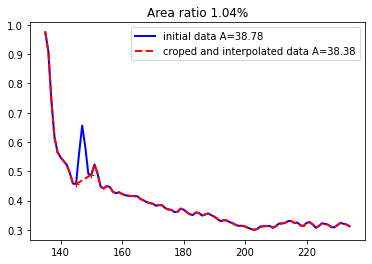 Area ratio 1.04%
initial data A=38.78
croped and interpolated data A=38.38
1.0
0.9
0.8
0.7
0.6
0.5
0.4
0.3
140 160 180 200 220